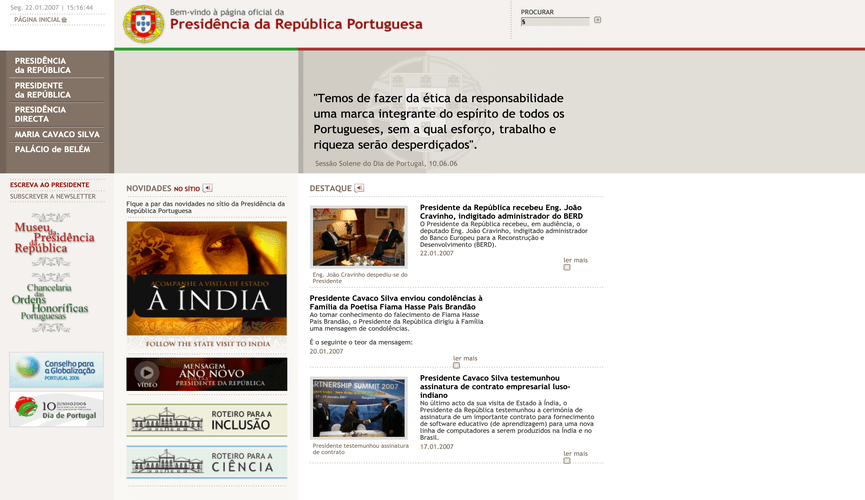 Seg. 22.01.2007 | 15:16:44
PÁGINA INICIAL
Bem-vindo à página oficial da
Presidência da República Portuguesa
PROCURAR
PRESIDÊNCIA
da REPÚBLICA
PRESIDENTE
da REPÚBLICA
PRESIDÊNCIA
DIRECTA
MARIA CAVACO SILVA
PALÁCIO de BELÉM
"Temos de fazer da ética da responsabilidade
uma marca integrante do espírito de todos os
Portugueses, sem a qual esforço, trabalho e
riqueza serão desperdiçados".
Sessão Solene do Dia de Portugal, 10.06.06
ESCREVA AO PRESIDENTE
SUBSCREVER A NEWSLETTER
Museu
da Presidência
da República
Chancelaria
das
Ordens
Honoríficas
Portuguesas
Conselho para
a Globalização
PORTUGAL 2006
10 JUNHO2006
Dia de Portugal
NOVIDADES NO SÍTIO
Fique a par das novidades no sítio da Presidência da
República Portuguesa
ACOMPANHE A VISITA DE ESTADO
À ÍNDIA
FOLLOW THE STATE VISIT TO INDIA
VÍDEO
MENSAGEM
ANO NOVO
PRESIDENTE DA REPÚBLICA
ROTEIRO PARA A
INCLUSÃO
ROTEIRO PARA A
CIÊNCIA
DESTAQUE
Presidente da República recebeu Eng. João
Cravinho, indigitado administrador do BERD
O Presidente da República recebeu, em audiência, o
deputado Eng. João Cravinho, indigitado administrador
do Banco Europeu para a Reconstrução e
Desenvolvimento (BERD).
22.01.2007
ler mais
Eng. João Cravinho despediu-se do
Presidente
Presidente Cavaco Silva enviou condolências à
Família da Poetisa Fiama Hasse Pais Brandão
Ao tomar conhecimento do falecimento de Fiama Hasse
Pais Brandão, o Presidente da República dirigiu à Família
uma mensagem de condolências.
É o seguinte o teor da mensagem:
20.01.2007
ler mais
Presidente Cavaco Silva testemunhou
assinatura de contrato empresarial luso-
indiano
No último acto da sua visita de Estado à Índia, o
Presidente da República testemunhou a cerimónia de
assinatura de um importante contrato para fornecimento
de software educativo (de aprendizagem) para uma nova
linha de computadores a serem produzidos na Índia e no
Brasil.
17.01.2007
ler mais
RTNERSHIP SUMMIT 2007
Presidente testemunhou assinatura
de contrato